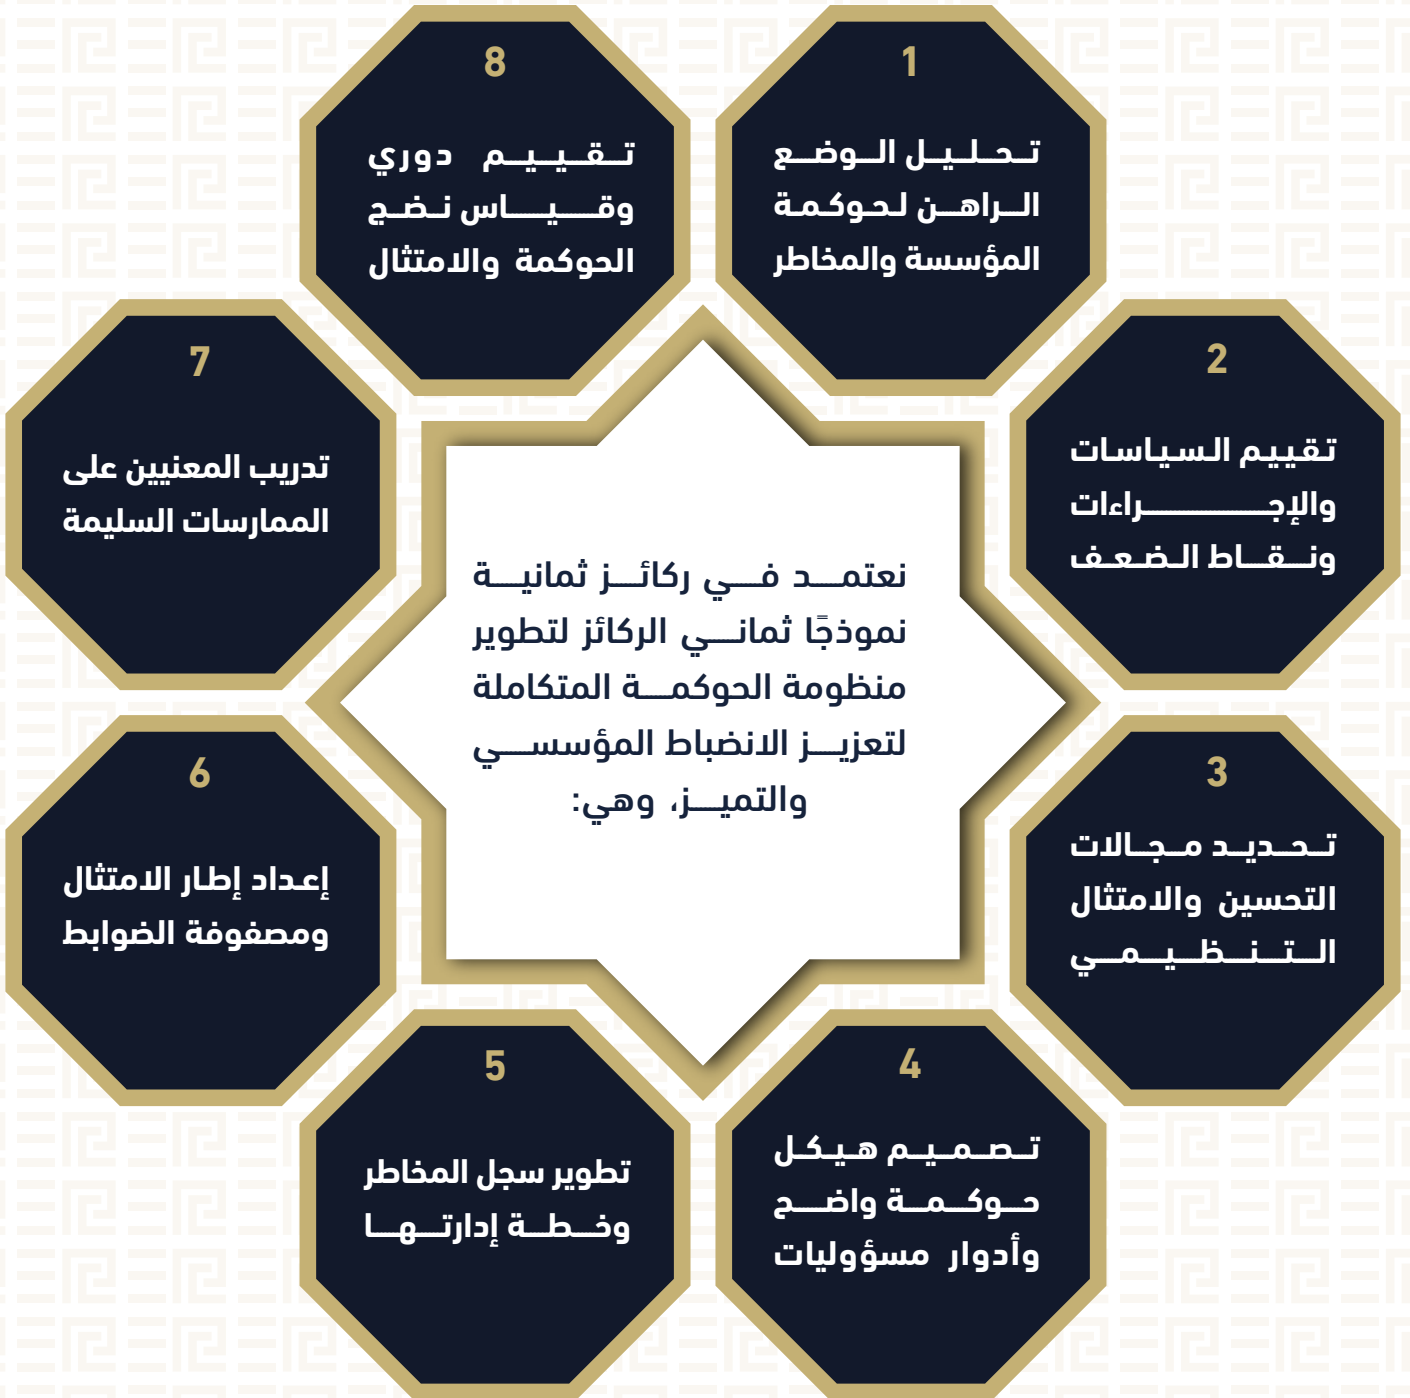 نعتمد في ركائز ثمانية
نموذجًا ثماني الركائز لتطوير
منظومة الحوكمة المتكاملة
لتعزيز الانضباط المؤسسي
والتميز، وهي:
1
تحليل الوضع
الراهن لحوكمة
المؤسسة والمخاطر
2
تقييم السياسات
والإجراءات
ونقاط الضعف
3
تحديد مجالات
التحسين والامتثال
التنظيمي
4
تصميم هيكل
حوكمة واضح
وأدوار مسؤوليات
5
تطوير سجل المخاطر
وخطة إدارتها
6
إعداد إطار الامتثال
ومصفوفة الضوابط
7
تدريب المعنيين على
الممارسات السليمة
8
تقييم دوري
وقياس نضج
الحوكمة والامتثال